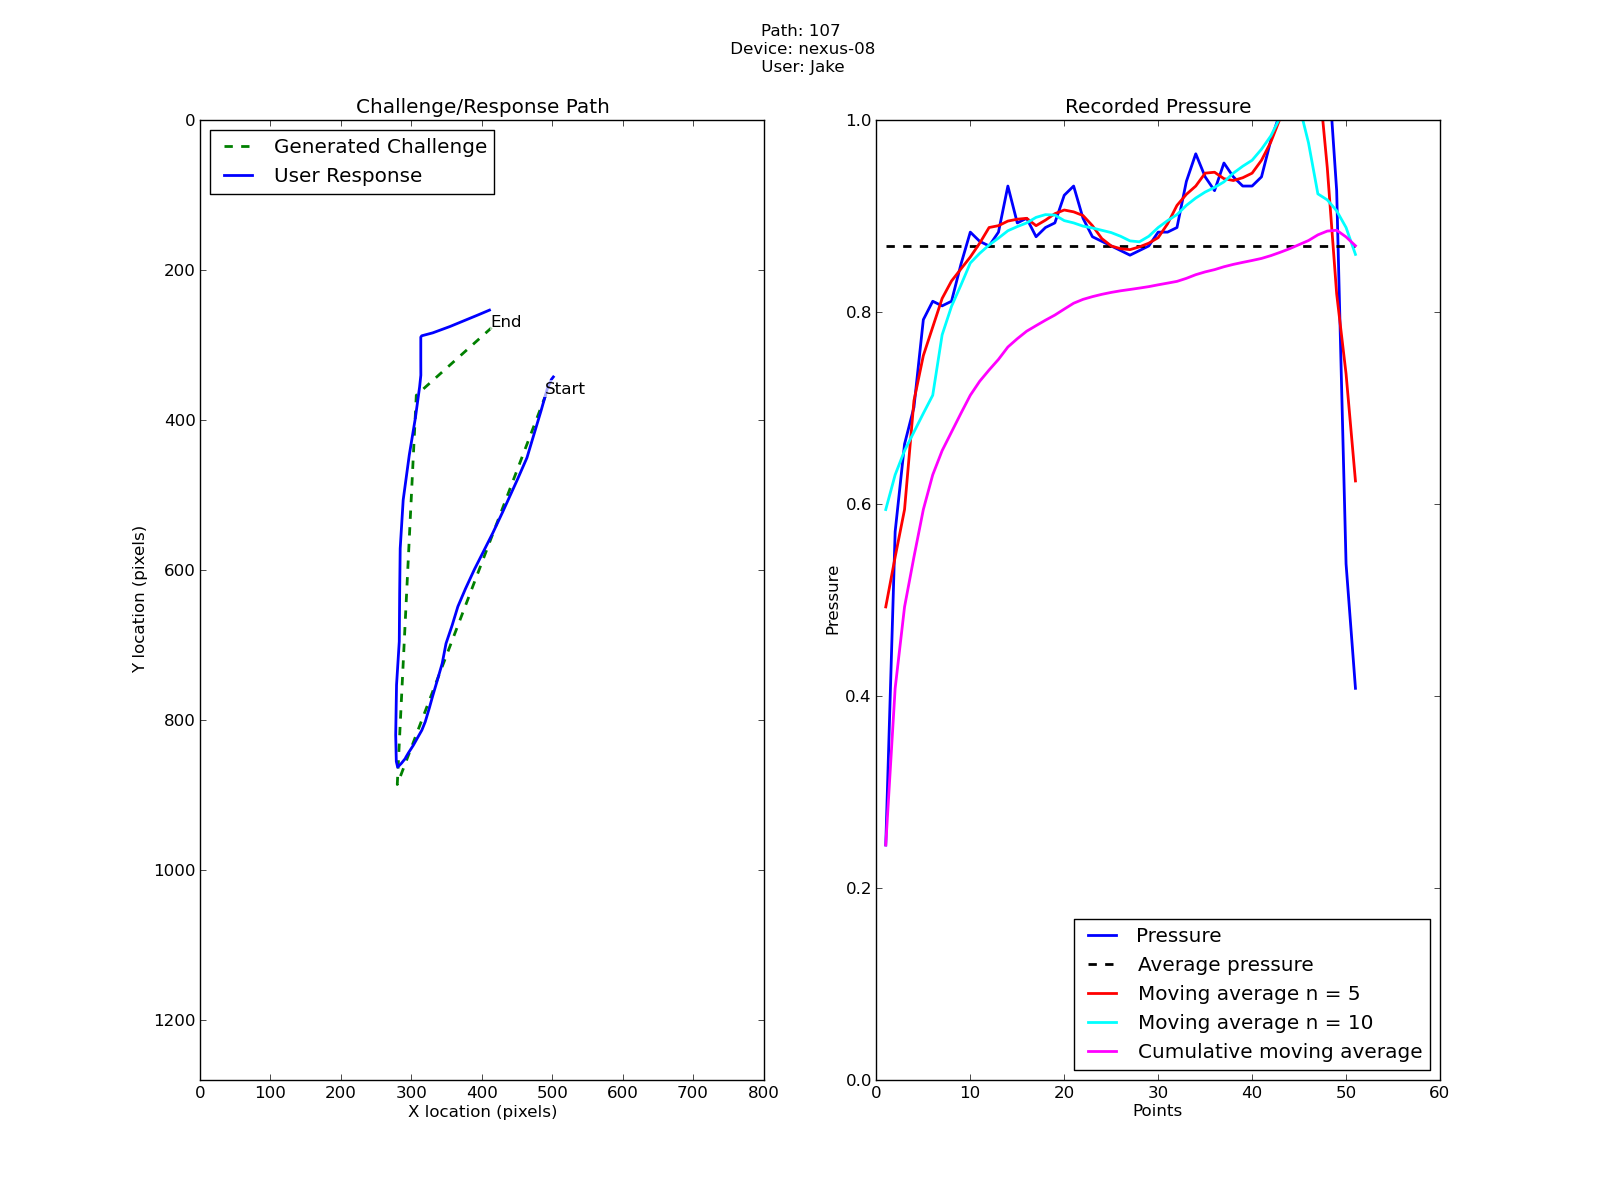 Path: 107
Device: nexus-08
User: Jake
Challenge/Response Path
Generated Challenge
User Response
End
Start
0
200
400
600
800
1000
1200
Y location (pixels)
0 100 200 300 400 500 600 700 800
X location (pixels)
Recorded Pressure
1.0
0.8
0.6
0.4
0.2
0.0
Pressure
Pressure
Average pressure
Moving average n = 5
Moving average n = 10
Cumulative moving average
0 10 20 30 40 50 60
Points